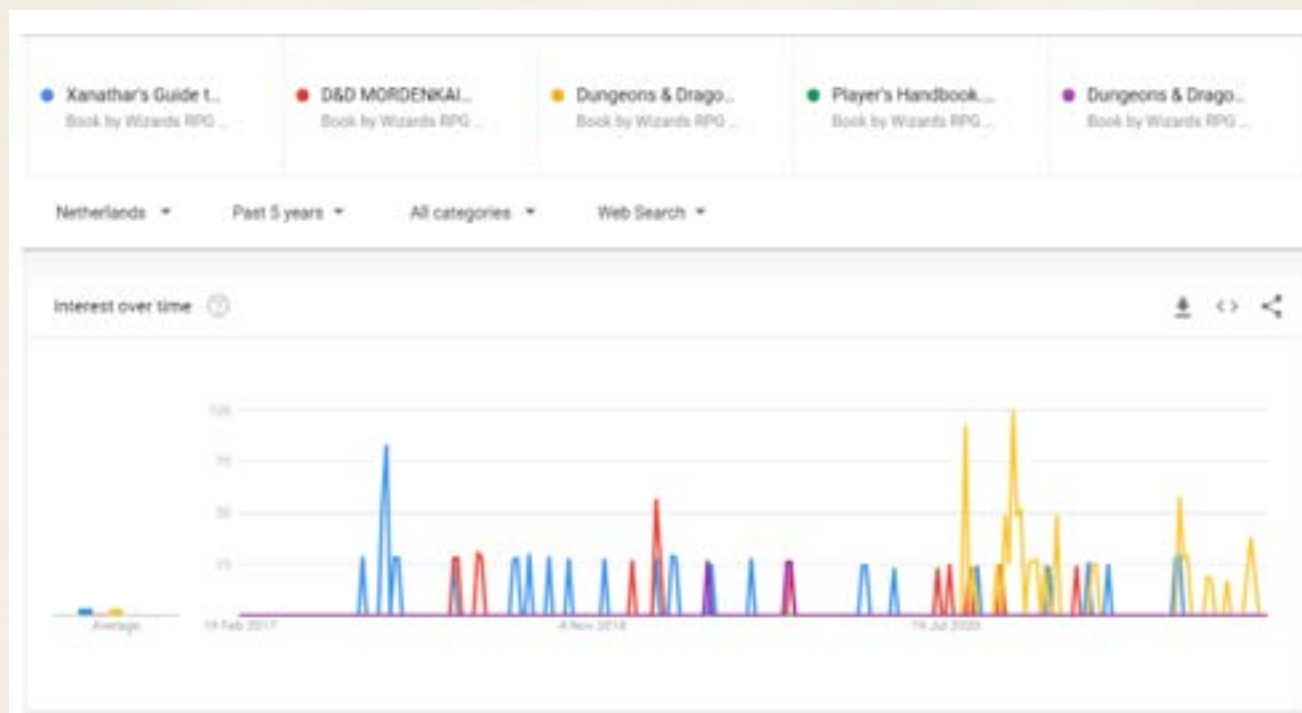 Xanathar's Guide t...
Book by Wizards RPG ...
D&D MORDENKAI...
Book by Wizards RPG ...
Dungeons & Drago...
Book by Wizards RPG ...
Player's Handbook....
Book by Wizards RPG ...
Dungeons & Drago...
Book by Wizards RPG ...
Netherlands Past 5 years All categories Web Search
Interest over time
100
75
50
25
Average
19 Feb 2017 4 Nov 2018 19 Jul 2020